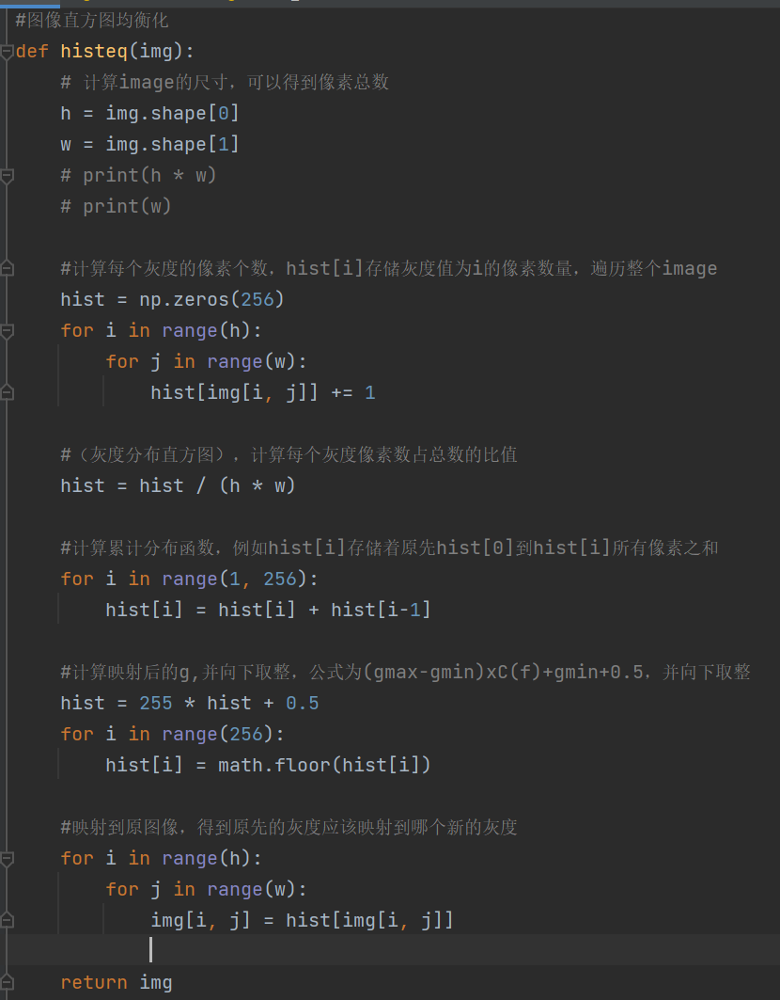 #图像直方图均衡化
def histeq(img):
    # 计算image的尺寸，可以得到像素总数
    h = img.shape[0]
    w = img.shape[1]
    # print(h * w)
    # print(w)
    #计算每个灰度的像素个数，hist[i]存储灰度值为i的像素数量，遍历整个image
    hist = np.zeros(256)
    for i in range(h):
        for j in range(w):
            hist[img[i, j]] += 1
    #（灰度分布直方图），计算每个灰度像素数占总数的比值
    hist = hist / (h * w)
    #计算累计分布函数，例如hist[i]存储着原先hist[0]到hist[i]所有像素之和
    for i in range(1, 256):
        hist[i] = hist[i] + hist[i-1]
    #计算映射后的g,并向下取整，公式为(gmax-gmin)xC(f)+gmin+0.5，并向下取整
    hist = 255 * hist + 0.5
    for i in range(256):
        hist[i] = math.floor(hist[i])
    #映射到原图像，得到原先的灰度应该映射到哪个新的灰度
    for i in range(h):
        for j in range(w):
            img[i, j] = hist[img[i, j]]
    return img